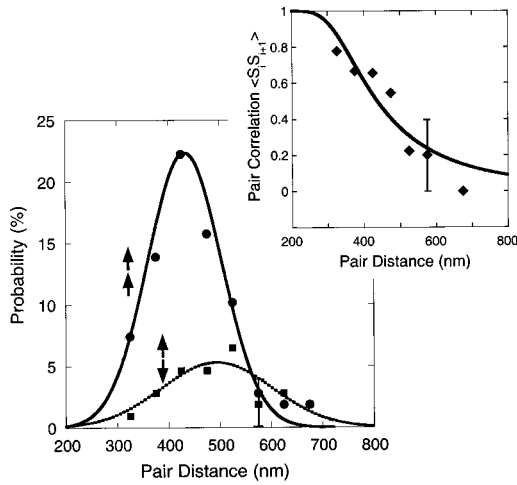 Pair Correlation <SᵢSᵢ₊₁>
1
0.8
0.6
0.4
0.2
0
200 400 600 800
Pair Distance (nm)
Probability (%)
25
20
15
10
5
0
200 300 400 500 600 700 800
Pair Distance (nm)